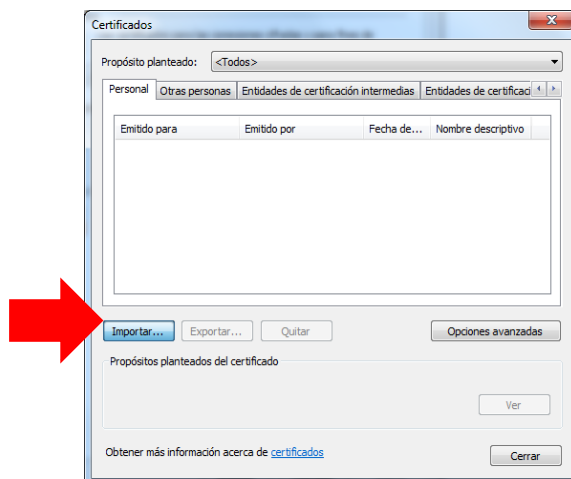 Certificados
Propósito planteado: <Todos>
Personal Otras personas Entidades de certificación intermedias Entidades de certificaci
Emitido para Emitido por Fecha de... Nombre descriptivo
Importar... Exportar... Quitar Opciones avanzadas
Propósitos planteados del certificado
Ver
Obtener más información acerca de certificados
Cerrar